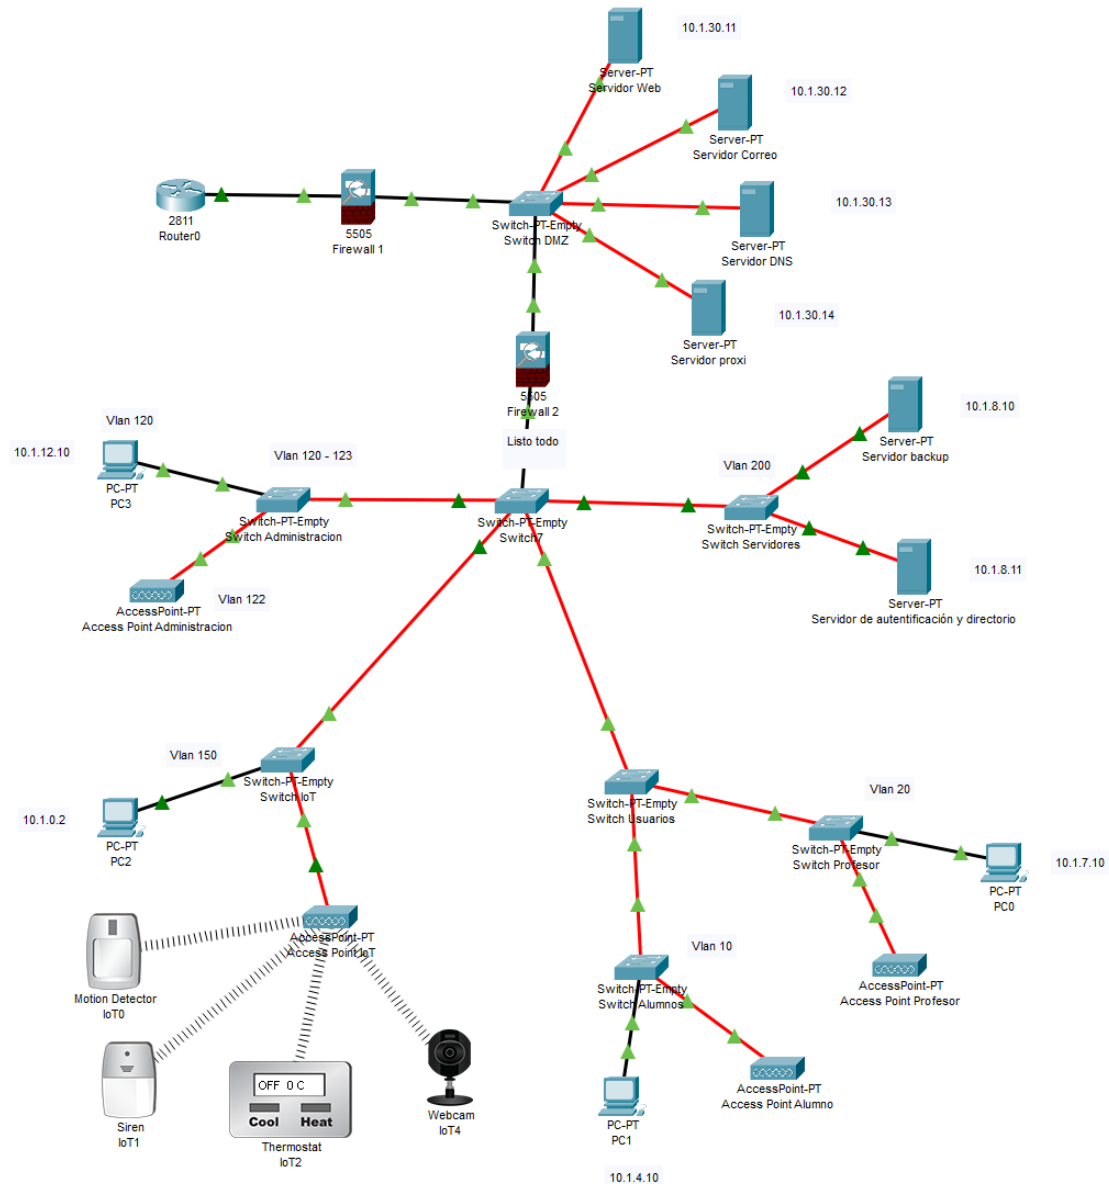 10.1.30.11
Server-PT
Servidor Web
10.1.30.12
Server-PT
Servidor Correo
10.1.30.13
Server-PT
Servidor DNS
10.1.30.14
Server-PT
Servidor proxi
2811
Router0
5505
Firewall 1
Switch-PT-Empty
Switch DMZ
5505
Firewall 2
Listo todo
Vlan 120
10.1.12.10
PC-PT
PC3
Vlan 120 - 123
Switch-PT-Empty
Switch Administracion
AccessPoint-PT
Access Point Administracion
Vlan 122
Switch-PT-Empty
Switch7
Vlan 200
Switch-PT-Empty
Switch Servidores
10.1.8.10
Server-PT
Servidor backup
10.1.8.11
Server-PT
Servidor de autentificación y directorio
Vlan 150
Switch-PT-Empty
Switch IoT
10.1.0.2
PC-PT
PC2
AccessPoint-PT
Access Point IoT
Motion Detector
IoT0
Siren
IoT1
OFF 0 C
Cool Heat
Thermostat
IoT2
Webcam
IoT4
Switch-PT-Empty
Switch Usuarios
Vlan 20
Switch-PT-Empty
Switch Profesor
10.1.7.10
PC-PT
PC0
AccessPoint-PT
Access Point Profesor
Vlan 10
Switch-PT-Empty
Switch Alumnos
AccessPoint-PT
Access Point Alumno
PC-PT
PC1
10.1.4.10